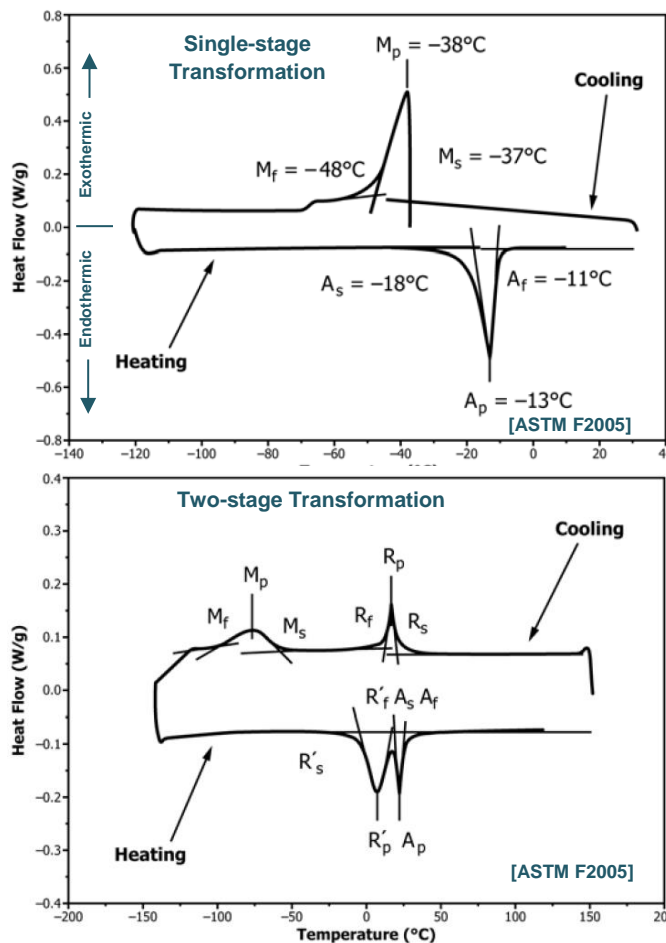 0.8
Single-stage
Transformation
Mp = –38°C
Cooling
0.6
0.4
Mf = –48°C
Ms = –37°C
0.2
0.0
–0.2
As = –18°C
Af = –11°C
–0.4
Heating
–0.6
Ap = –13°C
[ASTM F2005]
–0.8
Heat Flow (W/g)
Exothermic
Endothermic
–140
–120
–100
–80
–60
–40
–20
0
20
0.4
Two-stage Transformation
Cooling
0.3
Rp
0.2
Mp
Mf
Ms
Rf
Rs
0.1
0.0
R′f As Af
–0.1
R′s
–0.2
R′p Ap
Heating
–0.3
[ASTM F2005]
–0.4
Heat Flow (W/g)
–200
–150
–100
–50
0
50
100
150
Temperature (°C)